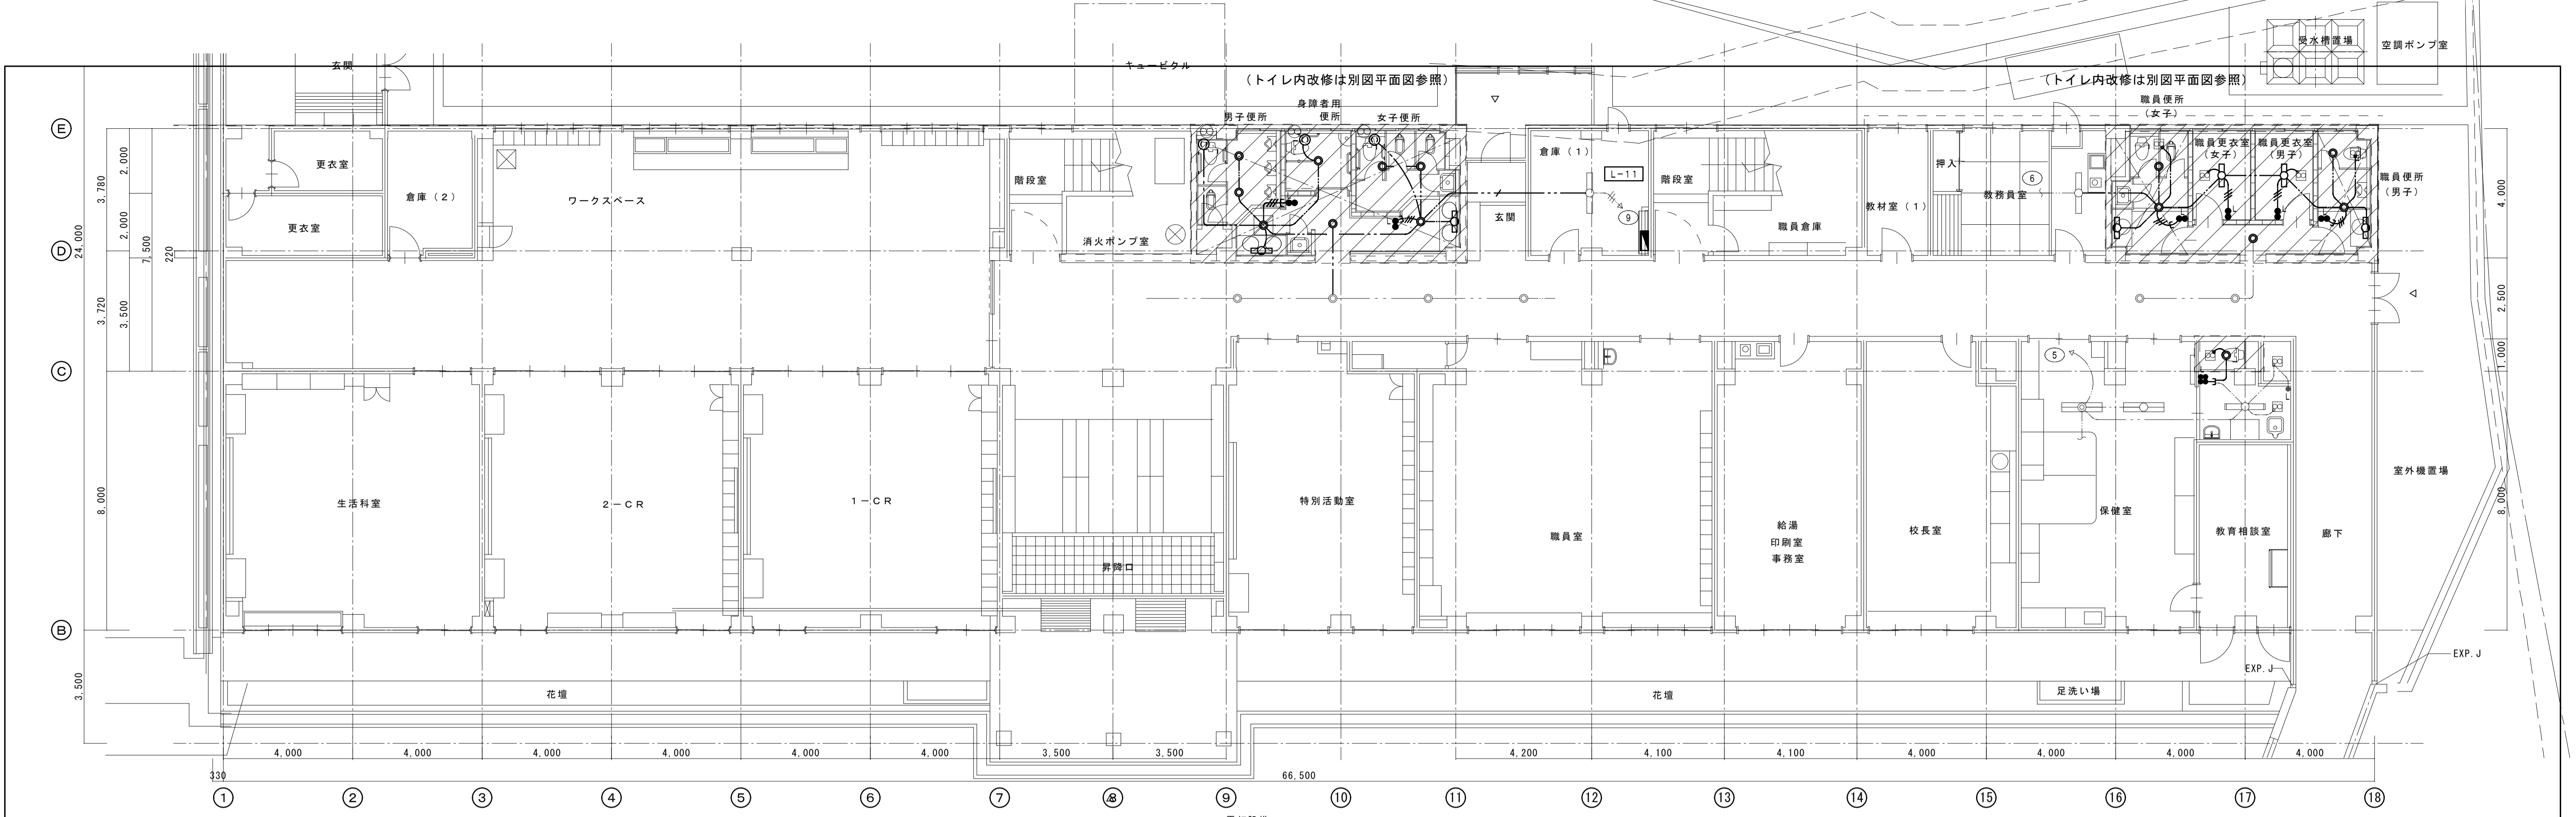 玄関
キュービクル
受水槽置場
空調ポンプ室
(トイレ内改修は別図平面図参照)
(トイレ内改修は別図平面図参照)
身障者用
便所
男子便所
女子便所
職員便所
(女子)
E
更衣室
倉庫(2)
ワークスペース
階段室
倉庫(1)
L-11
階段室
押入
6
教務員室
職員更衣室
(女子)
職員更衣室
(男子)
職員便所
(男子)
更衣室
消火ポンプ室
玄関
9
職員倉庫
教材室(1)
D
2,000
3,780
2,000
24,000
7,500
220
3,720
3,500
8,000
3,500
4,000
2,500
1,000
8,000
C
5
L
L
L
L
L
L
生活科室
2-CR
1-CR
昇降口
特別活動室
職員室
給湯
印刷室
事務室
校長室
保健室
教育相談室
廊下
室外機置場
B
EXP.J
EXP.J
花壇
花壇
足洗い場
4,000
4,000
4,000
4,000
4,000
4,000
3,500
3,500
4,200
4,100
4,100
4,000
4,000
4,000
4,000
330
66,500
1
2
3
4
5
6
7
8
9
10
11
12
13
14
15
16
17
18